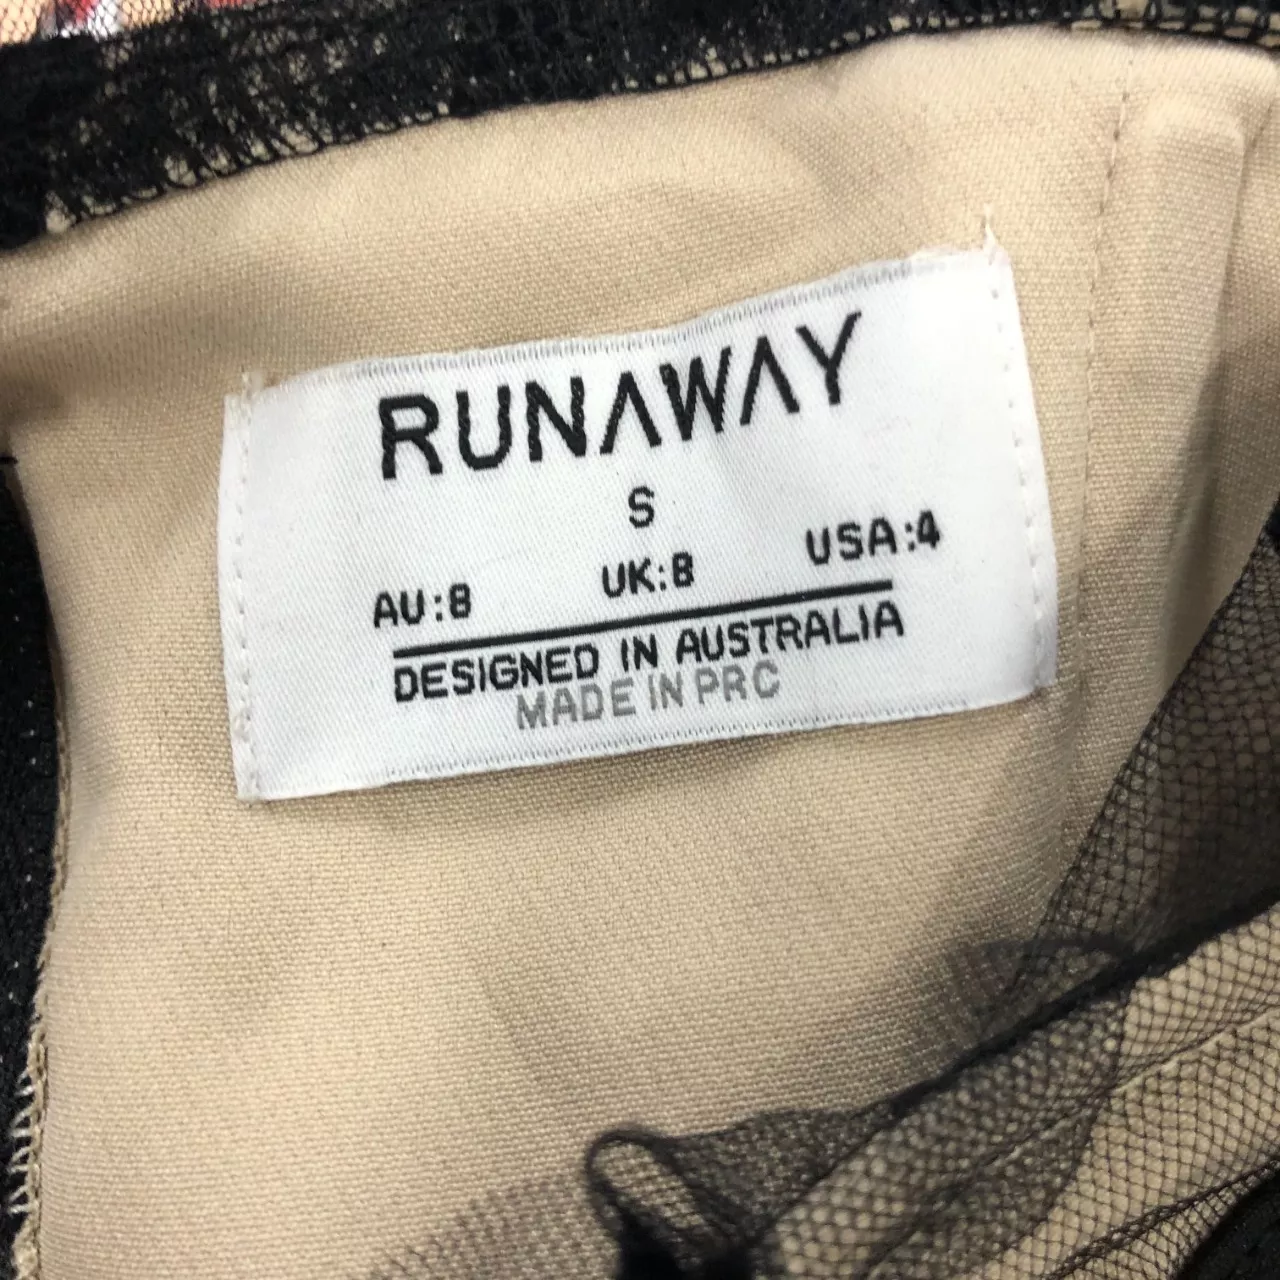 RUNAWAY
S
AU:8 UK:8 USA:4
DESIGNED IN AUSTRALIA
MADE IN PRC